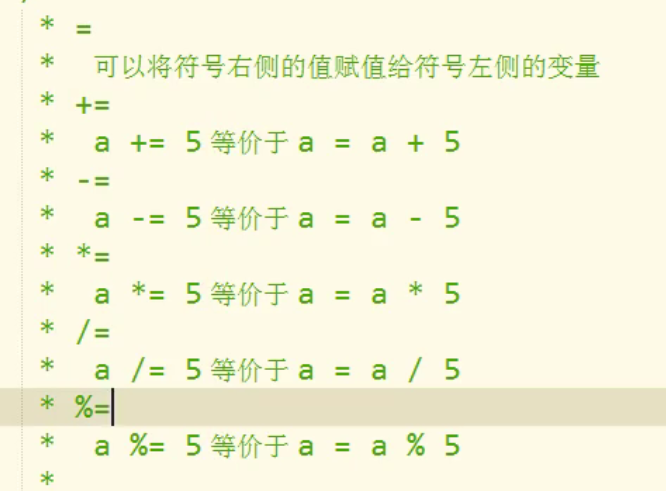 * =
*  可以将符号右侧的值赋值给符号左侧的变量
* +=
*  a += 5 等价于 a = a + 5
* -=
*  a -= 5 等价于 a = a - 5
* *=
*  a *= 5 等价于 a = a * 5
* /=
*  a /= 5 等价于 a = a / 5
* %=
*  a %= 5 等价于 a = a % 5
*